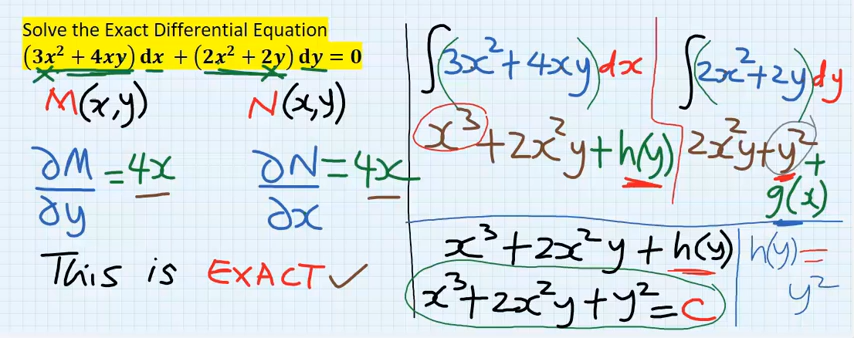 Solve the Exact Differential Equation
(3x² + 4xy) dx + (2x² + 2y) dy = 0
M(x,y) N(x,y)
∂M/∂y = 4x ∂N/∂x = 4x
This is EXACT ✓
∫(3x² + 4xy)dx
x³ + 2x²y + h(y)
∫(2x² + 2y)dy
2x²y + y² +
g(x)
x³ + 2x²y + h(y)
x³ + 2x²y + y² = C
h(y) =
y²